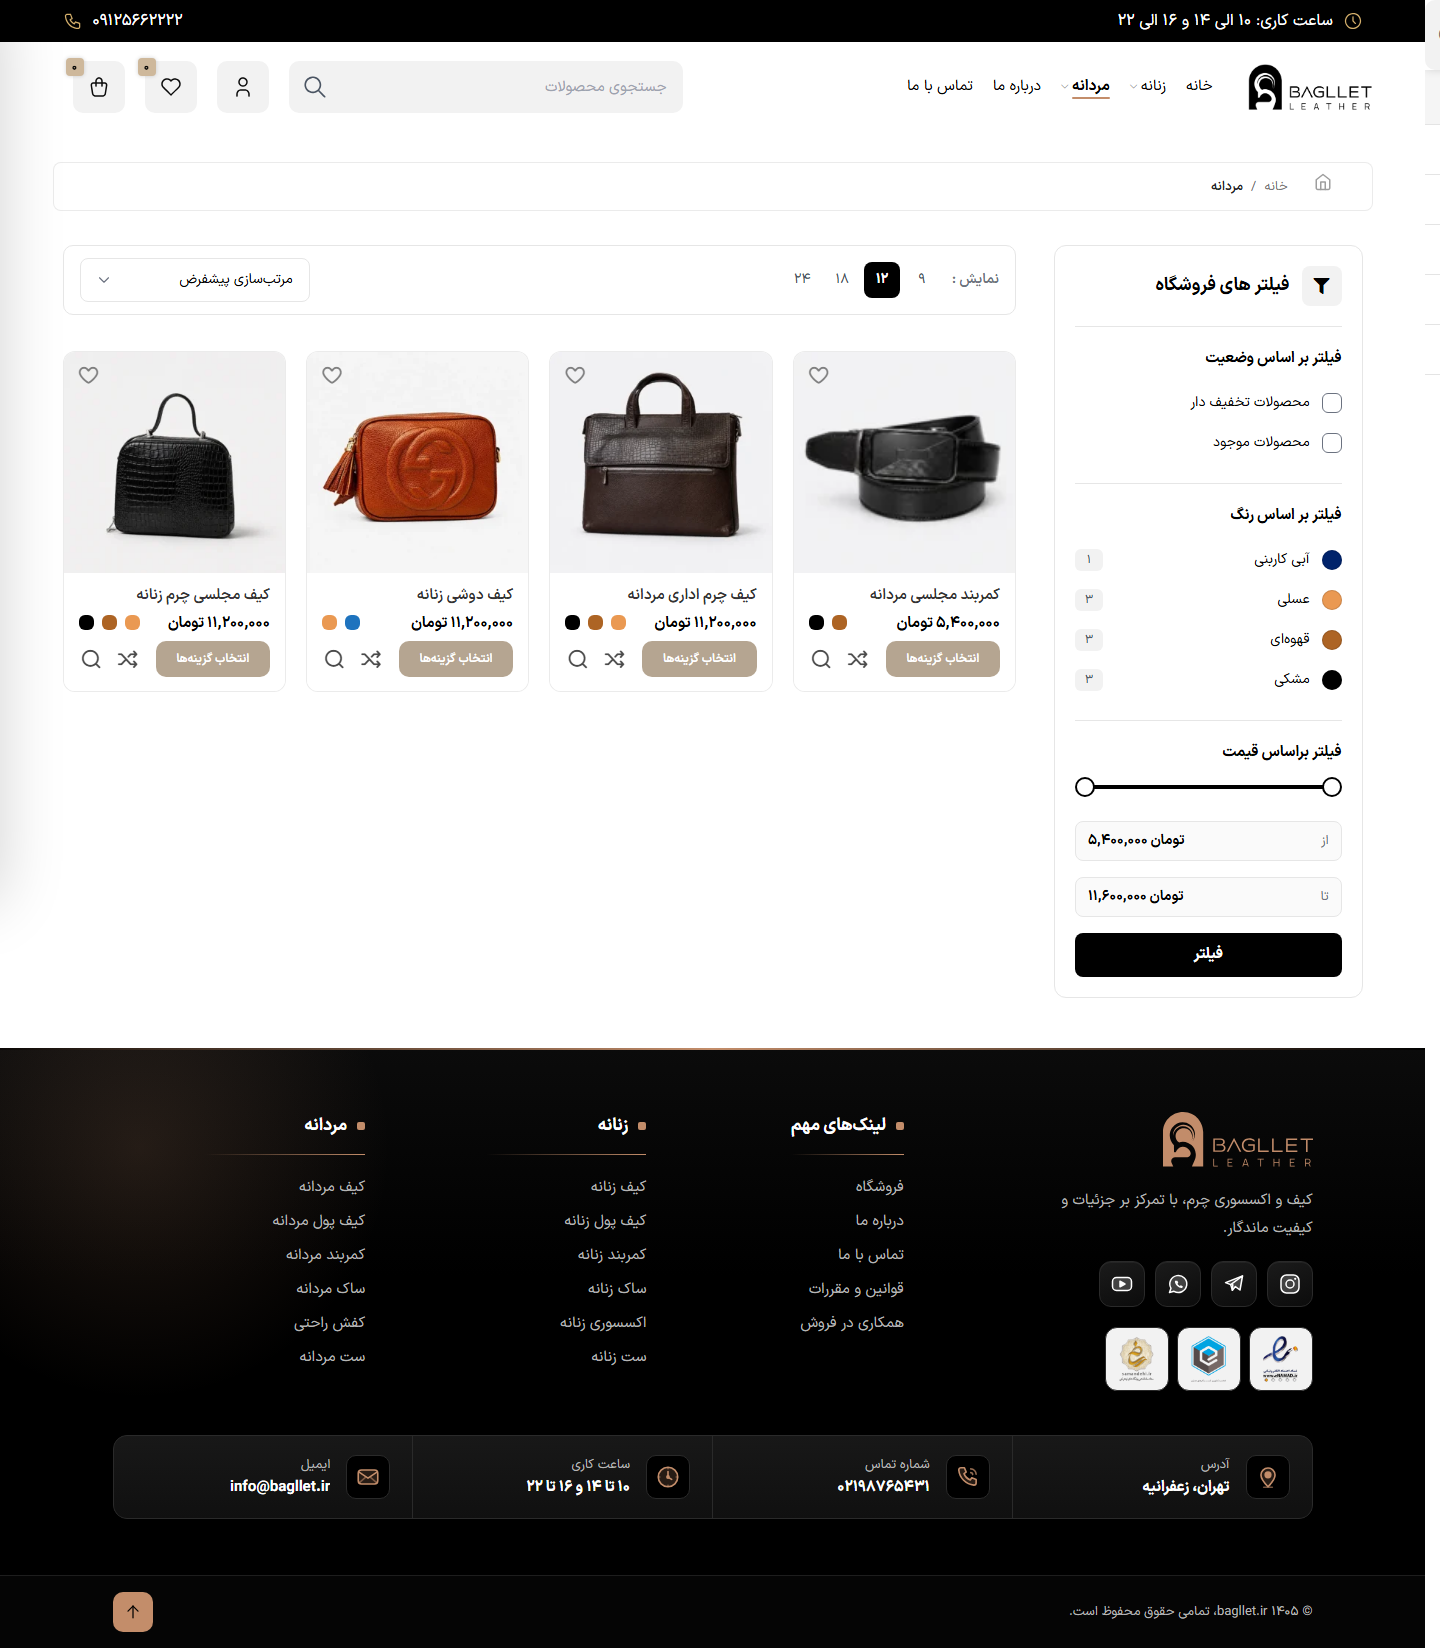 ساعت کاری: ۱۰ الی ۱۴ و ۱۶ الی ۲۲
۰۹۱۲۵۶۶۲۲۲۲
BAGLLET
LEATHER
خانه
زنانه
مردانه
درباره ما
تماس با ما
جستجوی محصولات
۰
۰
خانه / مردانه
فیلتر های فروشگاه
فیلتر بر اساس وضعیت
محصولات تخفیف دار
محصولات موجود
فیلتر بر اساس رنگ
آبی کاربنی ۱
عسلی ۳
قهوه‌ای ۳
مشکی ۳
فیلتر براساس قیمت
از تومان ۵,۴۰۰,۰۰۰
تا تومان ۱۱,۶۰۰,۰۰۰
فیلتر
نمایش : ۹ ۱۲ ۱۸ ۲۴
مرتب‌سازی پیشفرض
کمربند مجلسی مردانه
۵,۴۰۰,۰۰۰ تومان
انتخاب گزینه‌ها
کیف چرم اداری مردانه
۱۱,۲۰۰,۰۰۰ تومان
انتخاب گزینه‌ها
کیف دوشی زنانه
۱۱,۲۰۰,۰۰۰ تومان
انتخاب گزینه‌ها
کیف مجلسی چرم زنانه
۱۱,۲۰۰,۰۰۰ تومان
انتخاب گزینه‌ها
BAGLLET
LEATHER
کیف و اکسسوری چرم، با تمرکز بر جزئیات و
کیفیت ماندگار.
لینک‌های مهم
فروشگاه
درباره ما
تماس با ما
قوانین و مقررات
همکاری در فروش
زنانه
کیف زنانه
کیف پول زنانه
کمربند زنانه
ساک زنانه
اکسسوری زنانه
ست زنانه
مردانه
کیف مردانه
کیف پول مردانه
کمربند مردانه
ساک مردانه
کفش راحتی
ست مردانه
آدرس
تهران، زعفرانیه
شماره تماس
۰۲۱۹۸۷۶۵۴۳۱
ساعت کاری
۱۰ تا ۱۴ و ۱۶ تا ۲۲
ایمیل
info@bagllet.ir
© ۱۴۰۵ bagllet.ir، تمامی حقوق محفوظ است.